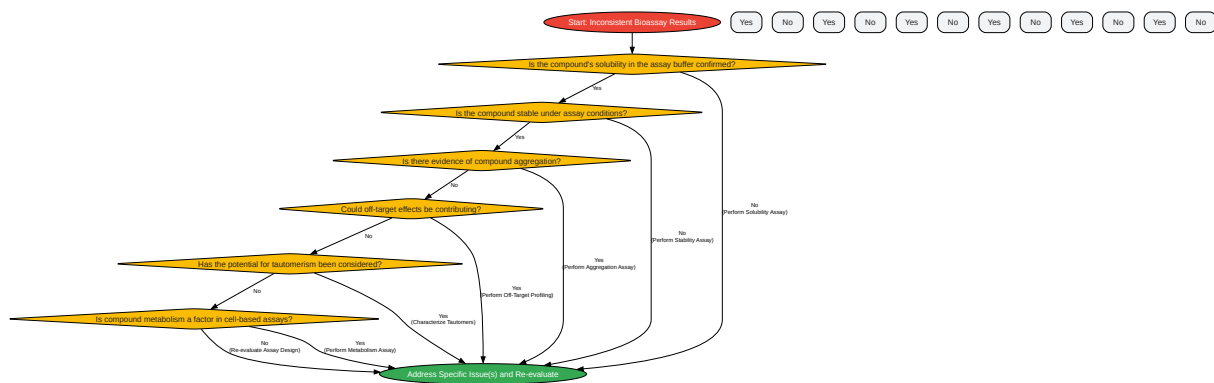 Start: Inconsistent Bioassay Results
Yes
No
Yes
No
Yes
No
Yes
No
Yes
No
Yes
No
Is the compound's solubility in the assay buffer confirmed?
Yes
Is the compound stable under assay conditions?
Yes
Is there evidence of compound aggregation?
No
Could off-target effects be contributing?
No
(Perform Solubility Assay)
No
Has the potential for tautomerism been considered?
No
(Perform Stability Assay)
Yes
(Perform Aggregation Assay)
Yes
(Perform Off-Target Profiling)
No
Is compound metabolism a factor in cell-based assays?
Yes
(Characterize Tautomers)
No
(Re-evaluate Assay Design)
Yes
(Perform Metabolism Assay)
Address Specific Issue(s) and Re-evaluate